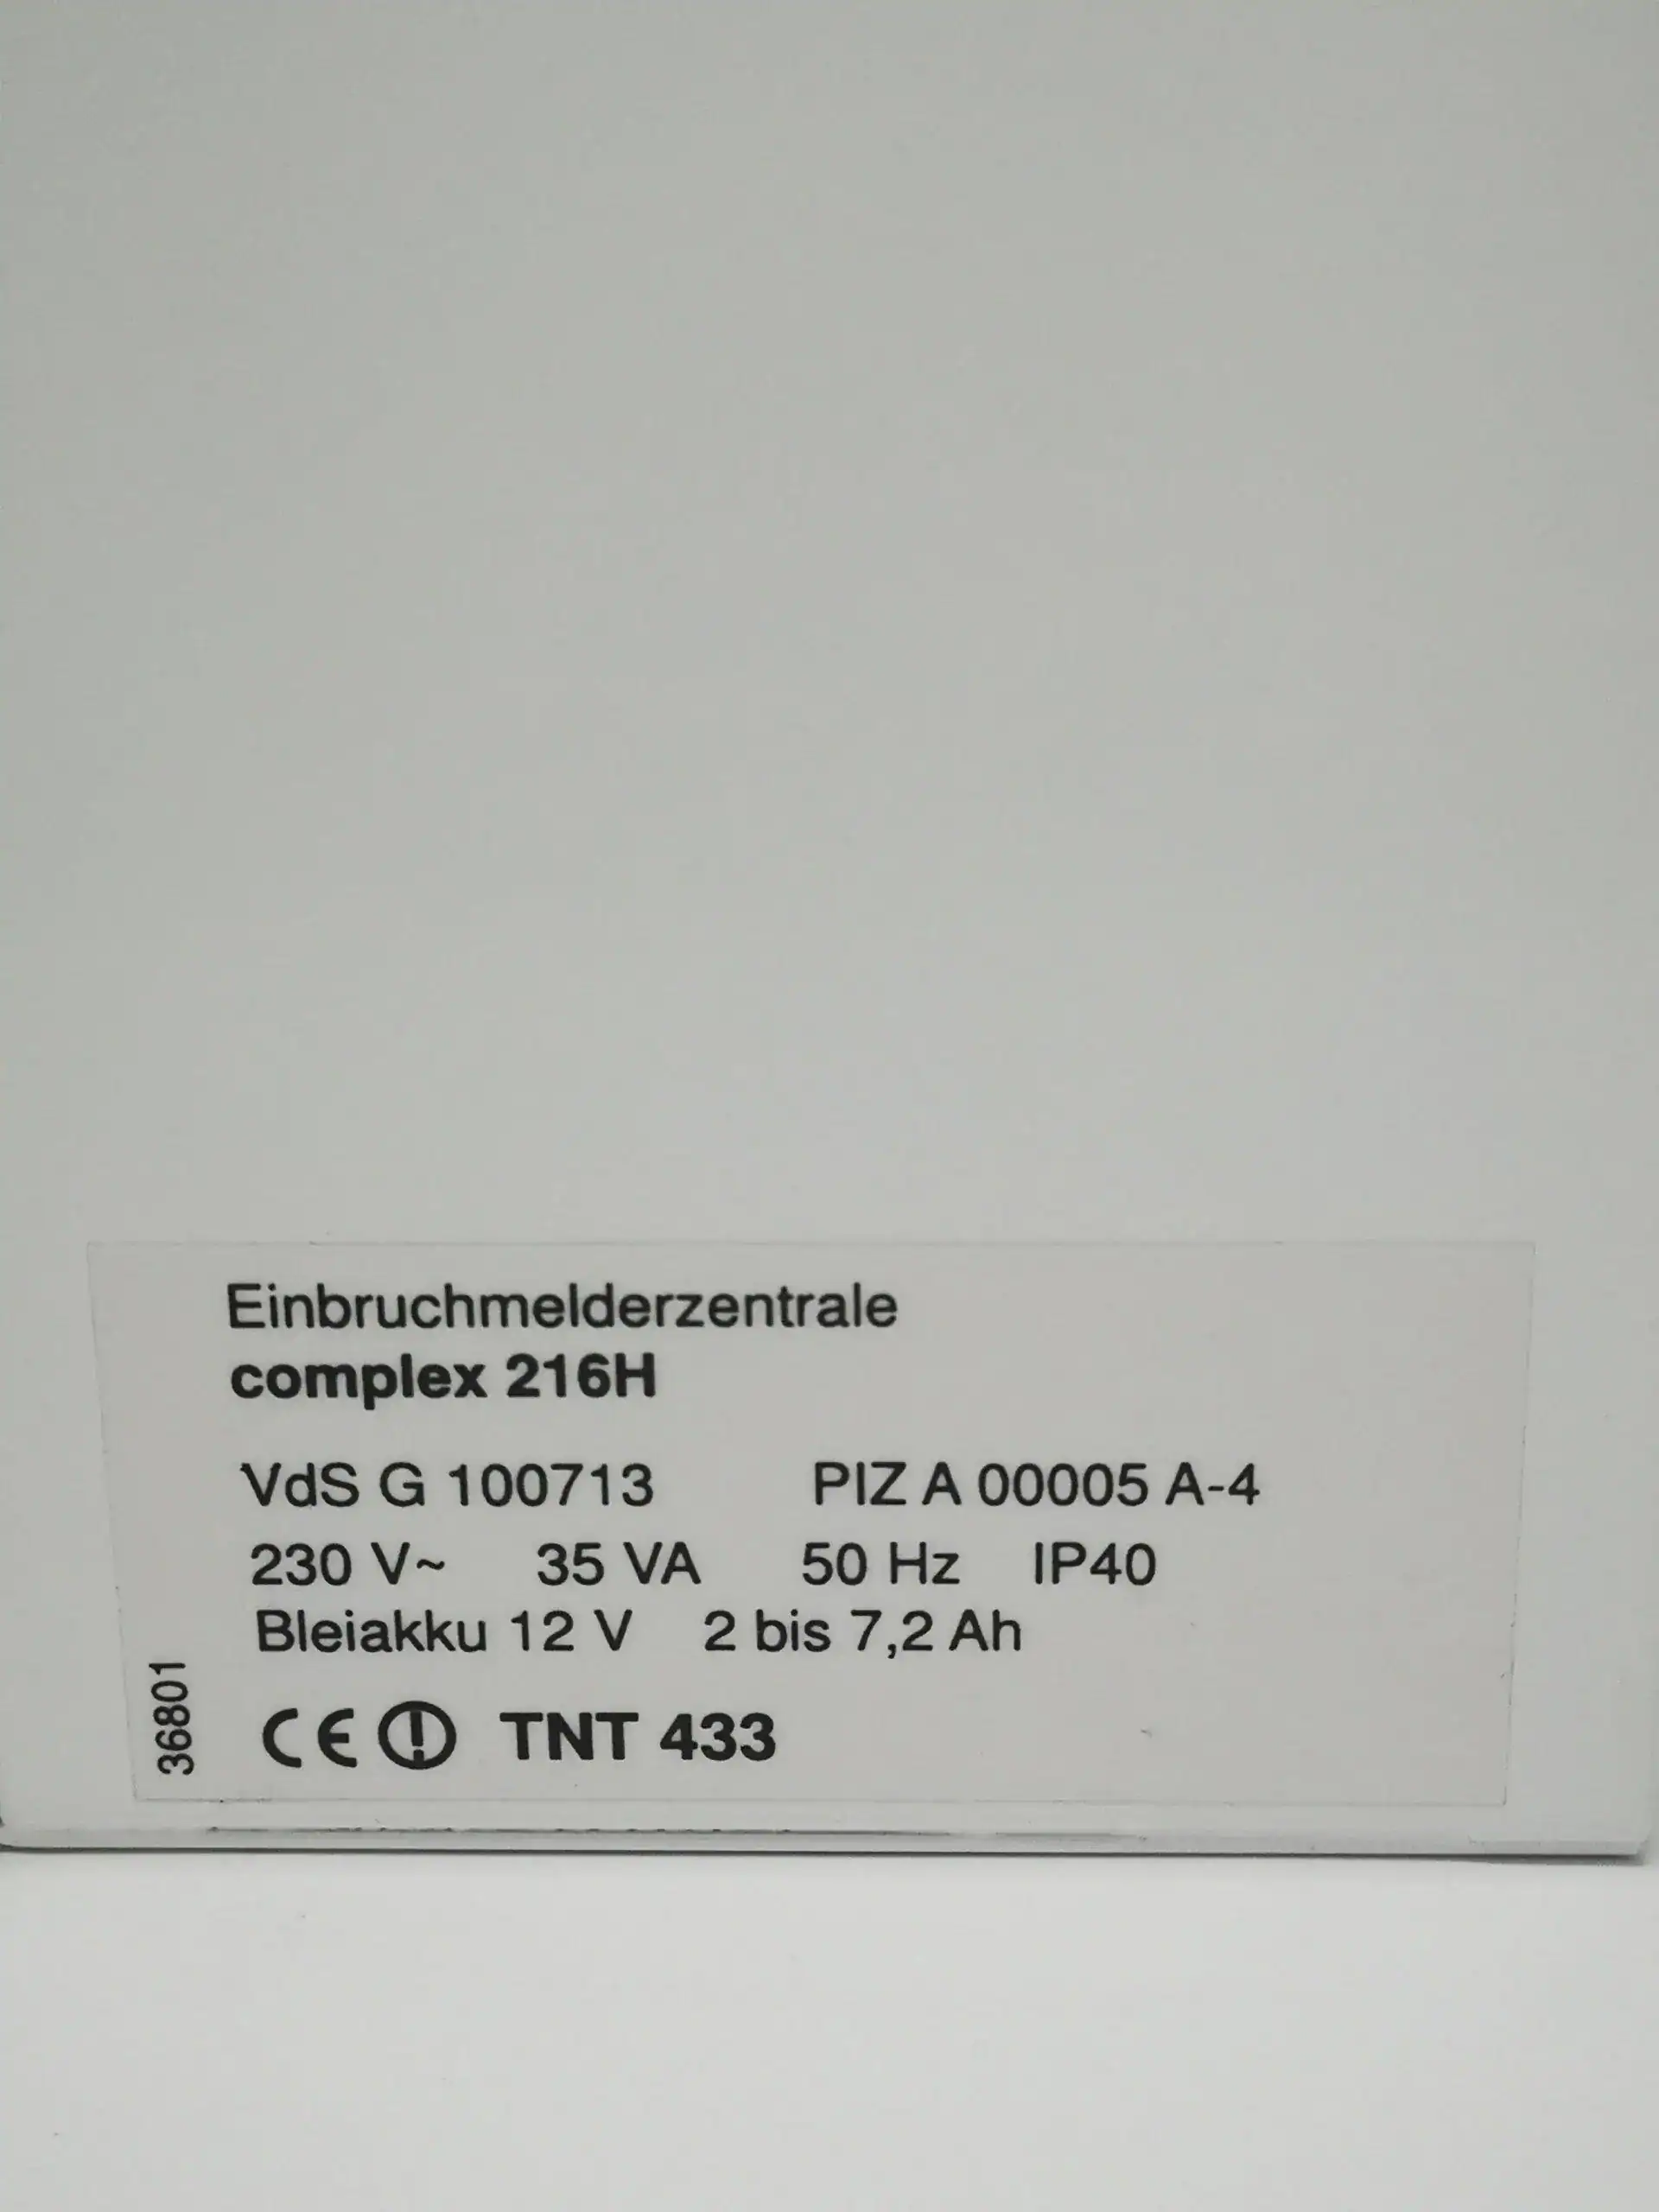 Einbruchmelderzentrale
complex 216H
VdS G 100713 PIZ A 00005 A-4
230 V~ 35 VA 50 Hz IP40
Bleiakku 12 V 2 bis 7,2 Ah
36801
CE TNT 433